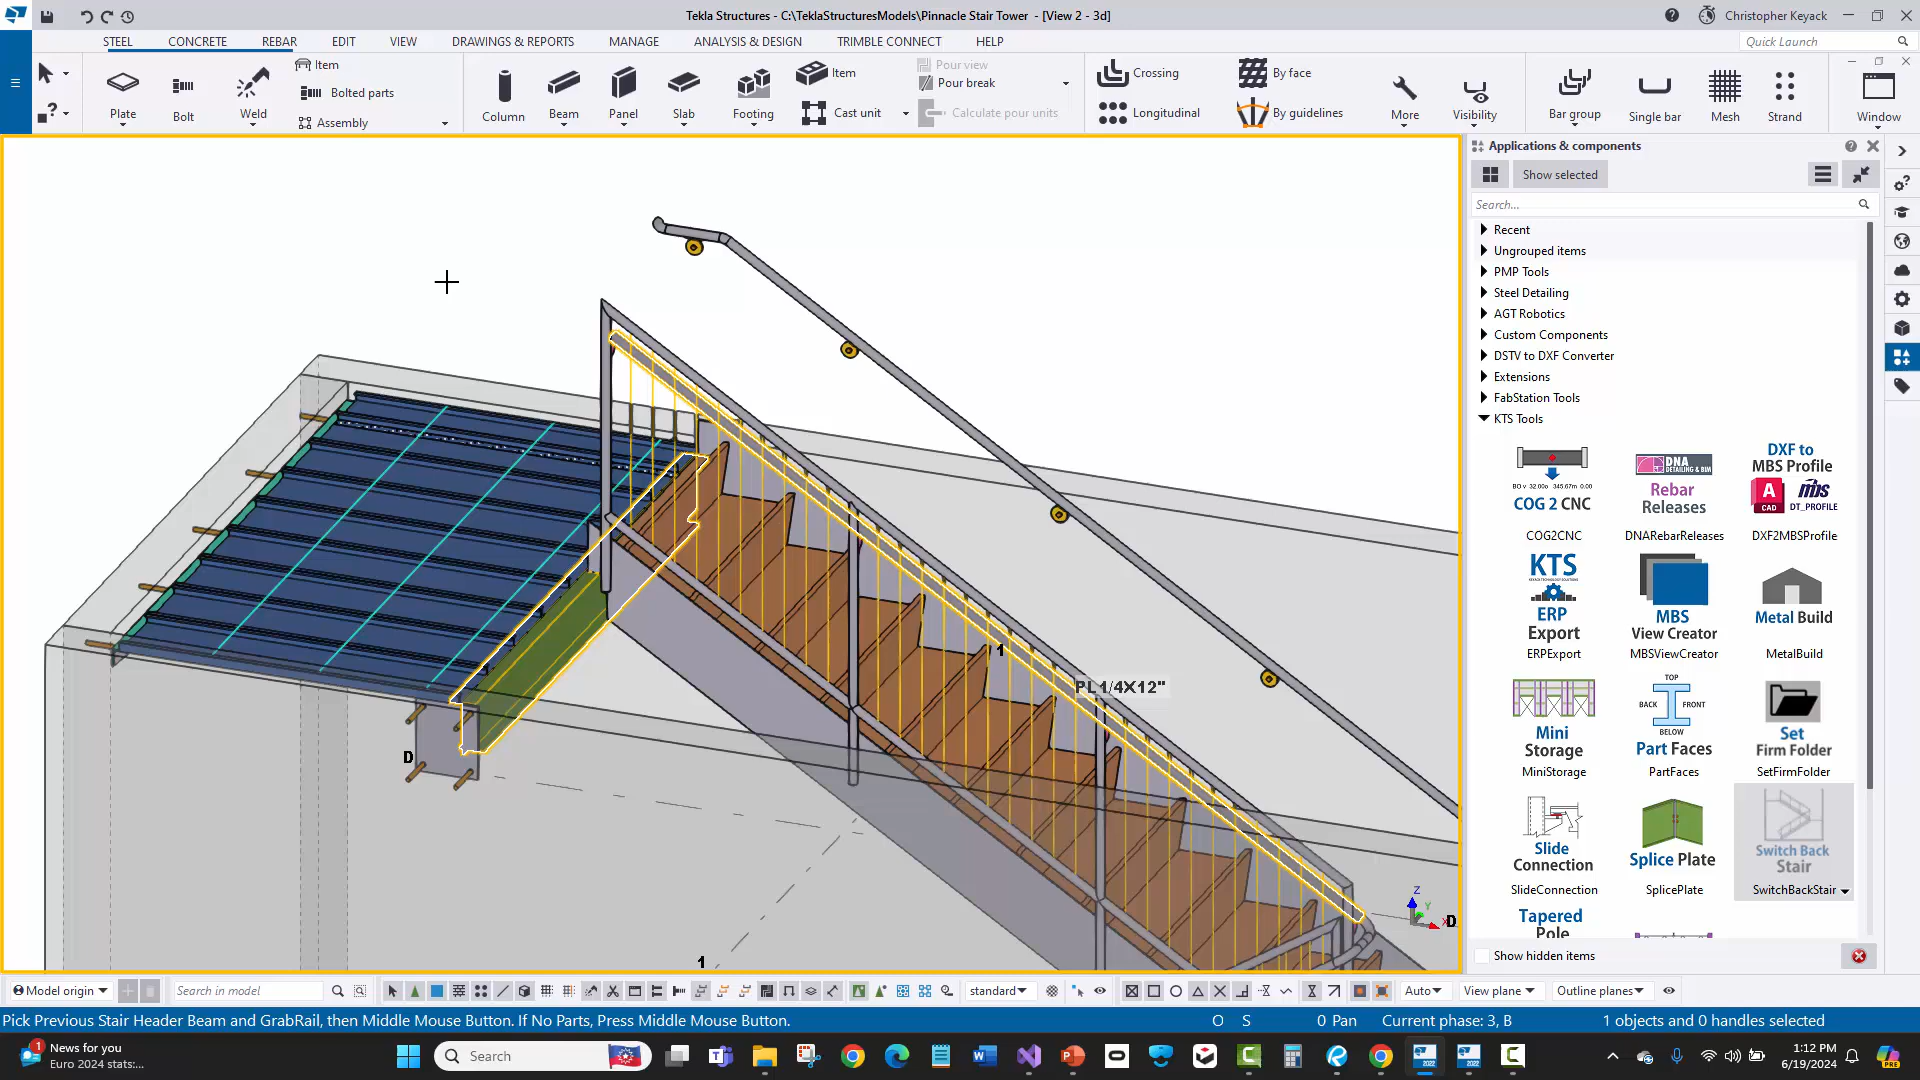 Tekla Structures - C:\TeklaStructuresModels\Pinnacle Stair Tower - [View 2 - 3d]
Christopher Keyack
STEEL CONCRETE REBAR EDIT VIEW DRAWINGS & REPORTS MANAGE ANALYSIS & DESIGN TRIMBLE CONNECT HELP
Quick Launch
Plate
Bolt
Weld
Item
Bolted parts
Assembly
Column
Beam
Panel
Slab
Footing
Item
Cast unit
Pour view
Pour break
Calculate pour units
Crossing
Longitudinal
By face
By guidelines
More
Visibility
Bar group
Single bar
Mesh
Strand
Window
Applications & components
Show selected
Search...
Recent
Ungrouped items
PMP Tools
Steel Detailing
AGT Robotics
Custom Components
DSTV to DXF Converter
Extensions
FabStation Tools
KTS Tools
COG 2 CNC
COG2CNC
DNA
DETAILING & BIM
Rebar
Releases
DNARebarReleases
DXF to
MBS Profile
A
CAD
mbs
DT_PROFILE
DXF2MBSProfile
KTS
ERP
Export
ERPExport
MBS
View Creator
MBSViewCreator
Metal Build
MetalBuild
Mini
Storage
MiniStorage
TOP
BACK FRONT
BELOW
Part Faces
PartFaces
Set
Firm Folder
SetFirmFolder
Slide
Connection
SlideConnection
Splice Plate
SplicePlate
Switch Back
Stair
SwitchBackStair
Tapered
Pole
Show hidden items
1
PL1/4X12"
D
1
D
Z
Y
X
Model origin
Search in model
standard
Auto
View plane
Outline planes
Pick Previous Stair Header Beam and GrabRail, then Middle Mouse Button. If No Parts, Press Middle Mouse Button.
O S 0 Pan Current phase: 3, B 1 objects and 0 handles selected
1
News for you
Euro 2024 stats:...
Search
2022
2022
1:12 PM
6/19/2024
PRE